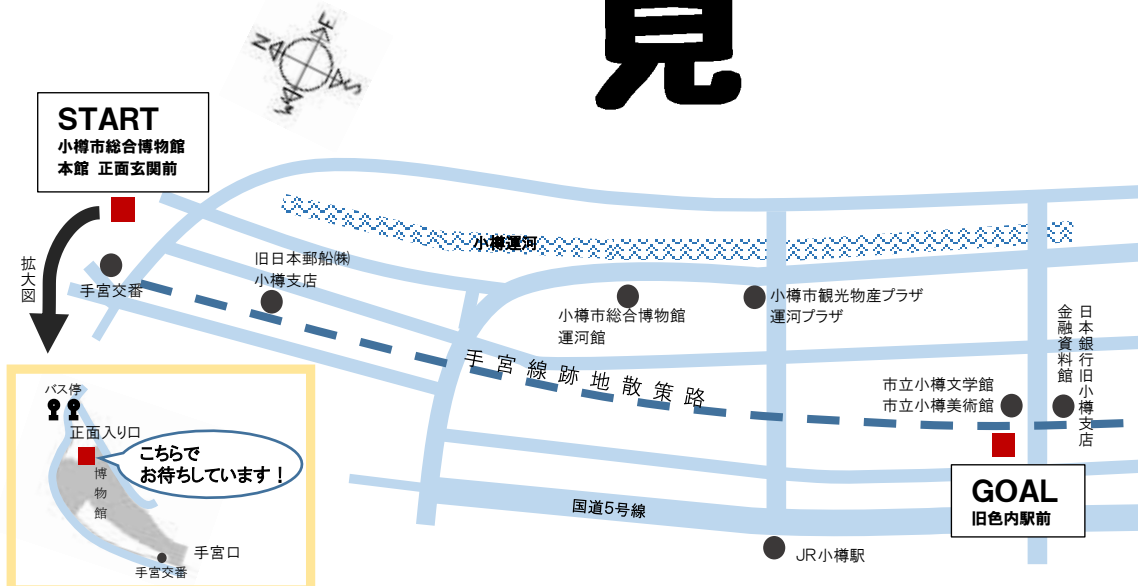 見
N
E
S
W
START
小樽市総合博物館
本館 正面玄関前
拡大図
手宮交番
旧日本郵船㈱
小樽支店
小樽運河
小樽市総合博物館
運河館
小樽市観光物産プラザ
運河プラザ
手宮線跡地散策路
市立小樽文学館
市立小樽美術館
日本銀行旧小樽支店
金融資料館
国道5号線
JR小樽駅
GOAL
旧色内駅前
バス停
正面入り口
こちらで
お待ちしています！
博物館
手宮口
手宮交番